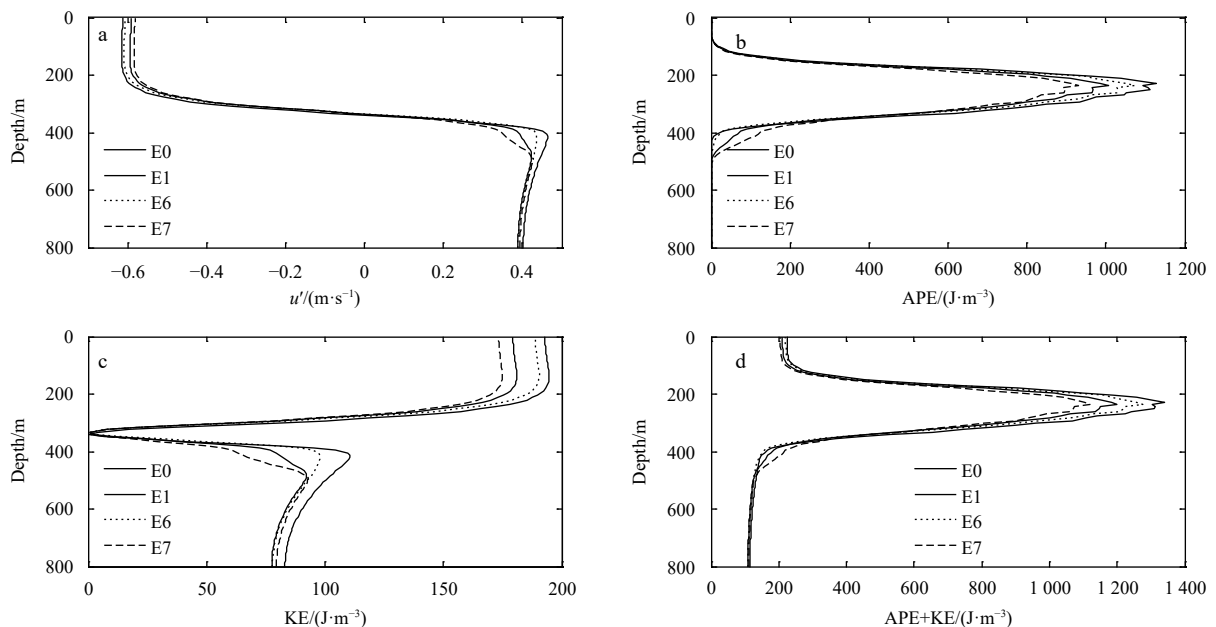 a
0
200
400
600
800
Depth/m
E0
E1
E6
E7
−0.6 −0.4 −0.2 0 0.2 0.4
u′/(m·s⁻¹)
b
0
200
400
600
800
Depth/m
E0
E1
E6
E7
0 200 400 600 800 1 000 1 200
APE/(J·m⁻³)
c
0
200
400
600
800
Depth/m
E0
E1
E6
E7
0 50 100 150 200
KE/(J·m⁻³)
d
0
200
400
600
800
Depth/m
E0
E1
E6
E7
0 200 400 600 800 1 000 1 200 1 400
APE+KE/(J·m⁻³)